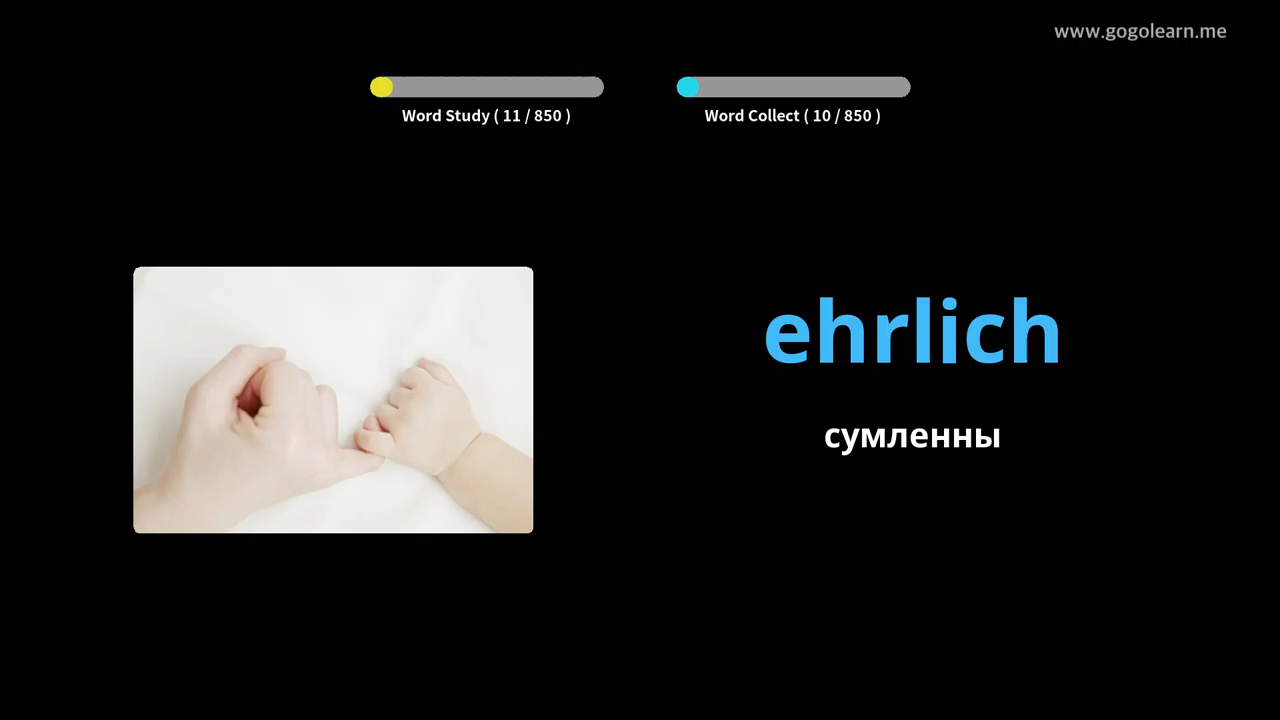 www.gogolearn.me
Word Study ( 11 / 850 )
Word Collect ( 10 / 850 )
ehrlich
сумленны